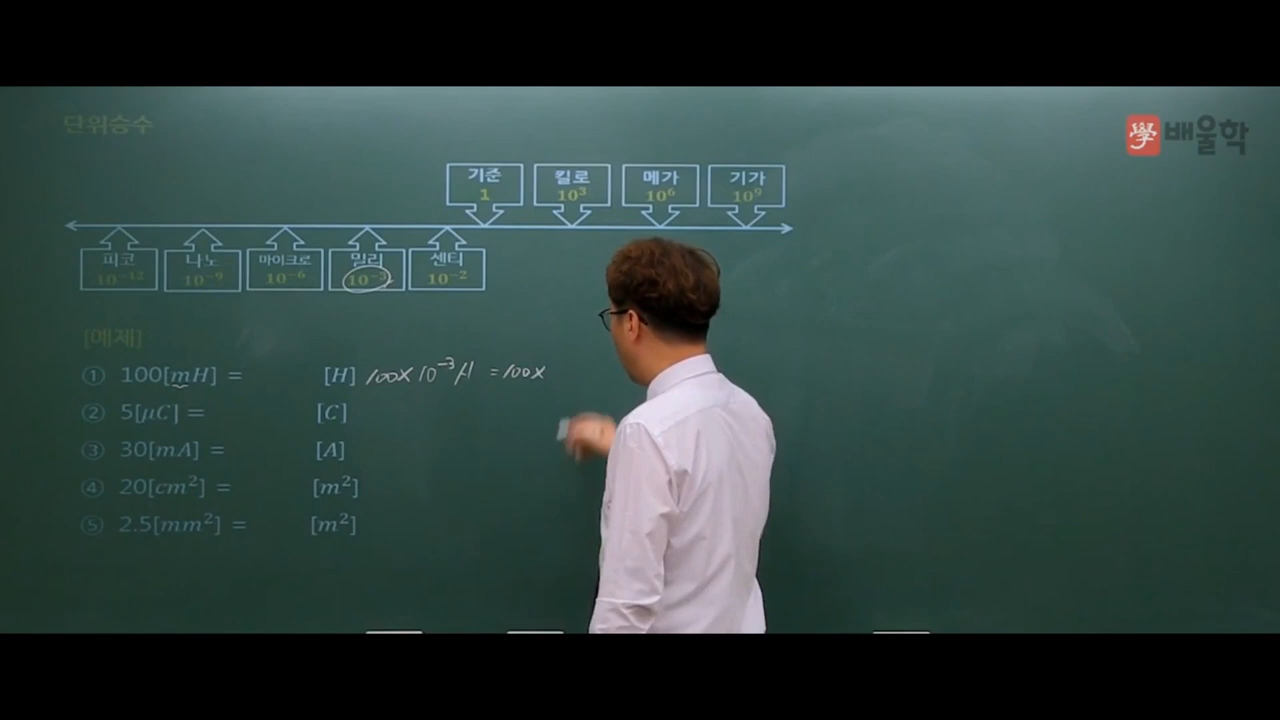 단위승수
學 배울학
기준 킬로 메가 기가
1 10³ 10⁶ 10⁹
피코 나노 마이크로 밀리 센티
10⁻¹² 10⁻⁹ 10⁻⁶ 10⁻³ 10⁻²
[예제]
① 100[mH] = [H] 100× 10⁻³ H = 100×
② 5[μC] = [C]
③ 30[mA] = [A]
④ 20[cm²] = [m²]
⑤ 2.5[mm²] = [m²]